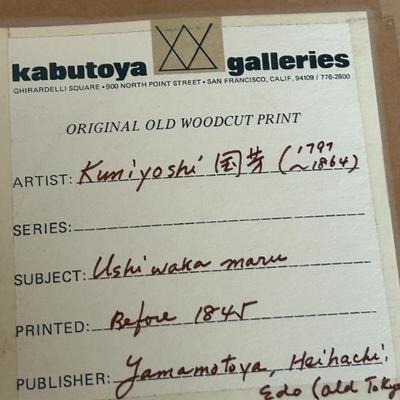 kabutoya galleries
GHIRARDELLI SQUARE • 900 NORTH POINT STREET • SAN FRANCISCO, CALIF. 94109 / 776-2800
ORIGINAL OLD WOODCUT PRINT
ARTIST: Kuniyoshi 国芳 (1797~1864)
SERIES:
SUBJECT: Ushiwaka maru
PRINTED: Before 1845
PUBLISHER: Yamamotoya, Heihachi,
Edo (old Tokyo